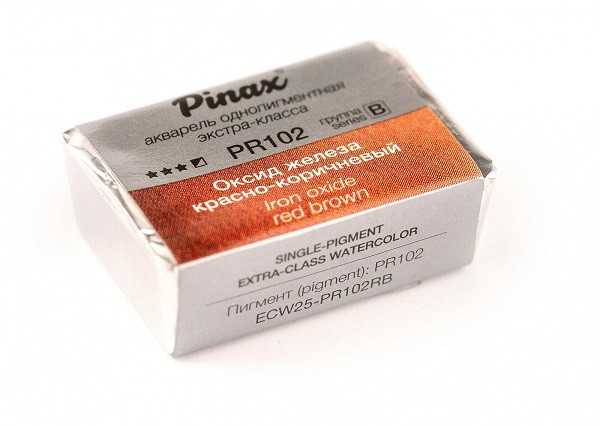 Pinax
акварель однопигментная
экстра-класса
PR102
группа
series B
Оксид железа
красно-коричневый
Iron oxide
red brown
SINGLE-PIGMENT
EXTRA-CLASS WATERCOLOR
Пигмент (pigment): PR102
ECW25-PR102RB